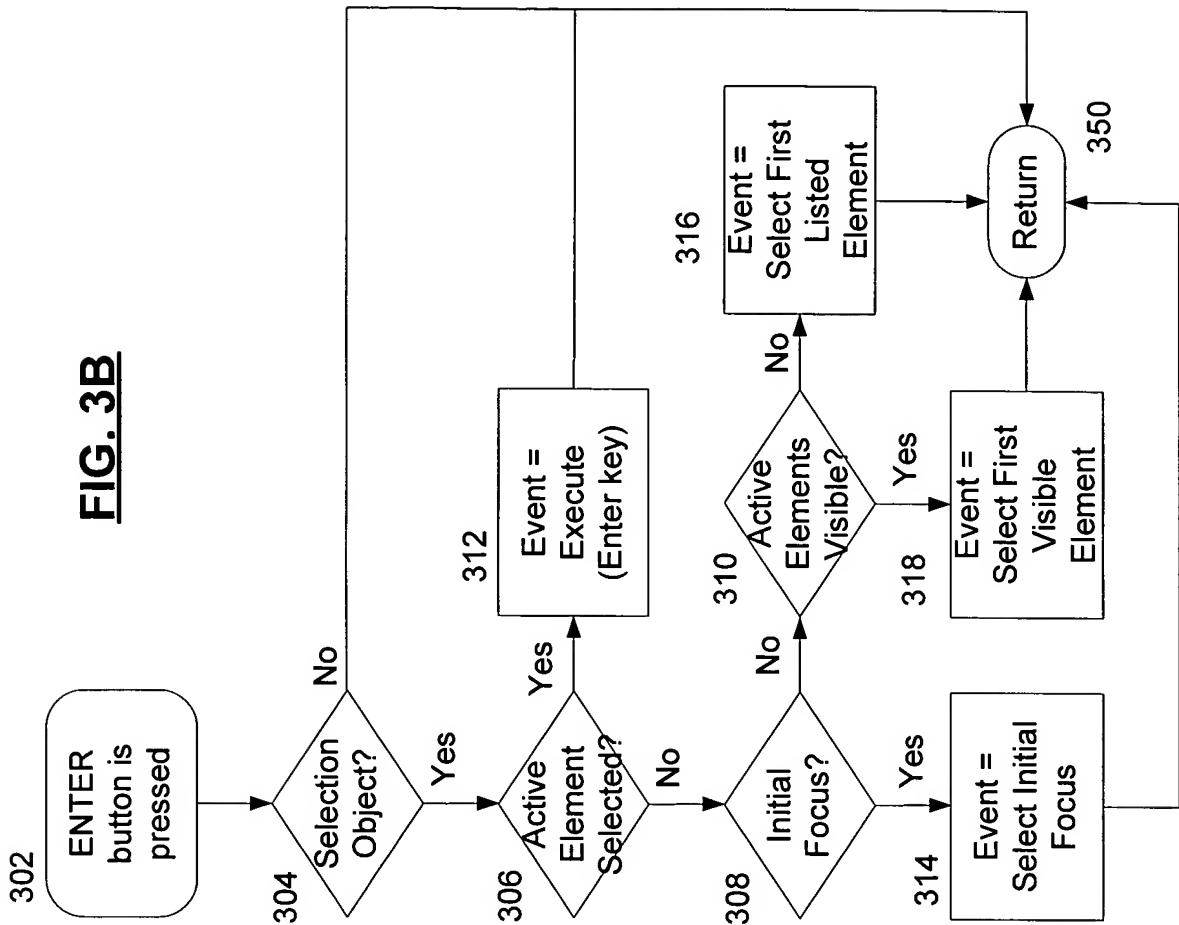 FIG. 3B
302
ENTER
button is
pressed
304
Selection
Object?
No
Yes
306
Active
Element
Selected?
Yes
No
312
Event =
Execute
(Enter key)
308
Initial
Focus?
No
Yes
310
Active
Elements
Visible?
No
Yes
316
Event =
Select First
Listed
Element
314
Event =
Select Initial
Focus
318
Event =
Select First
Visible
Element
Return
350